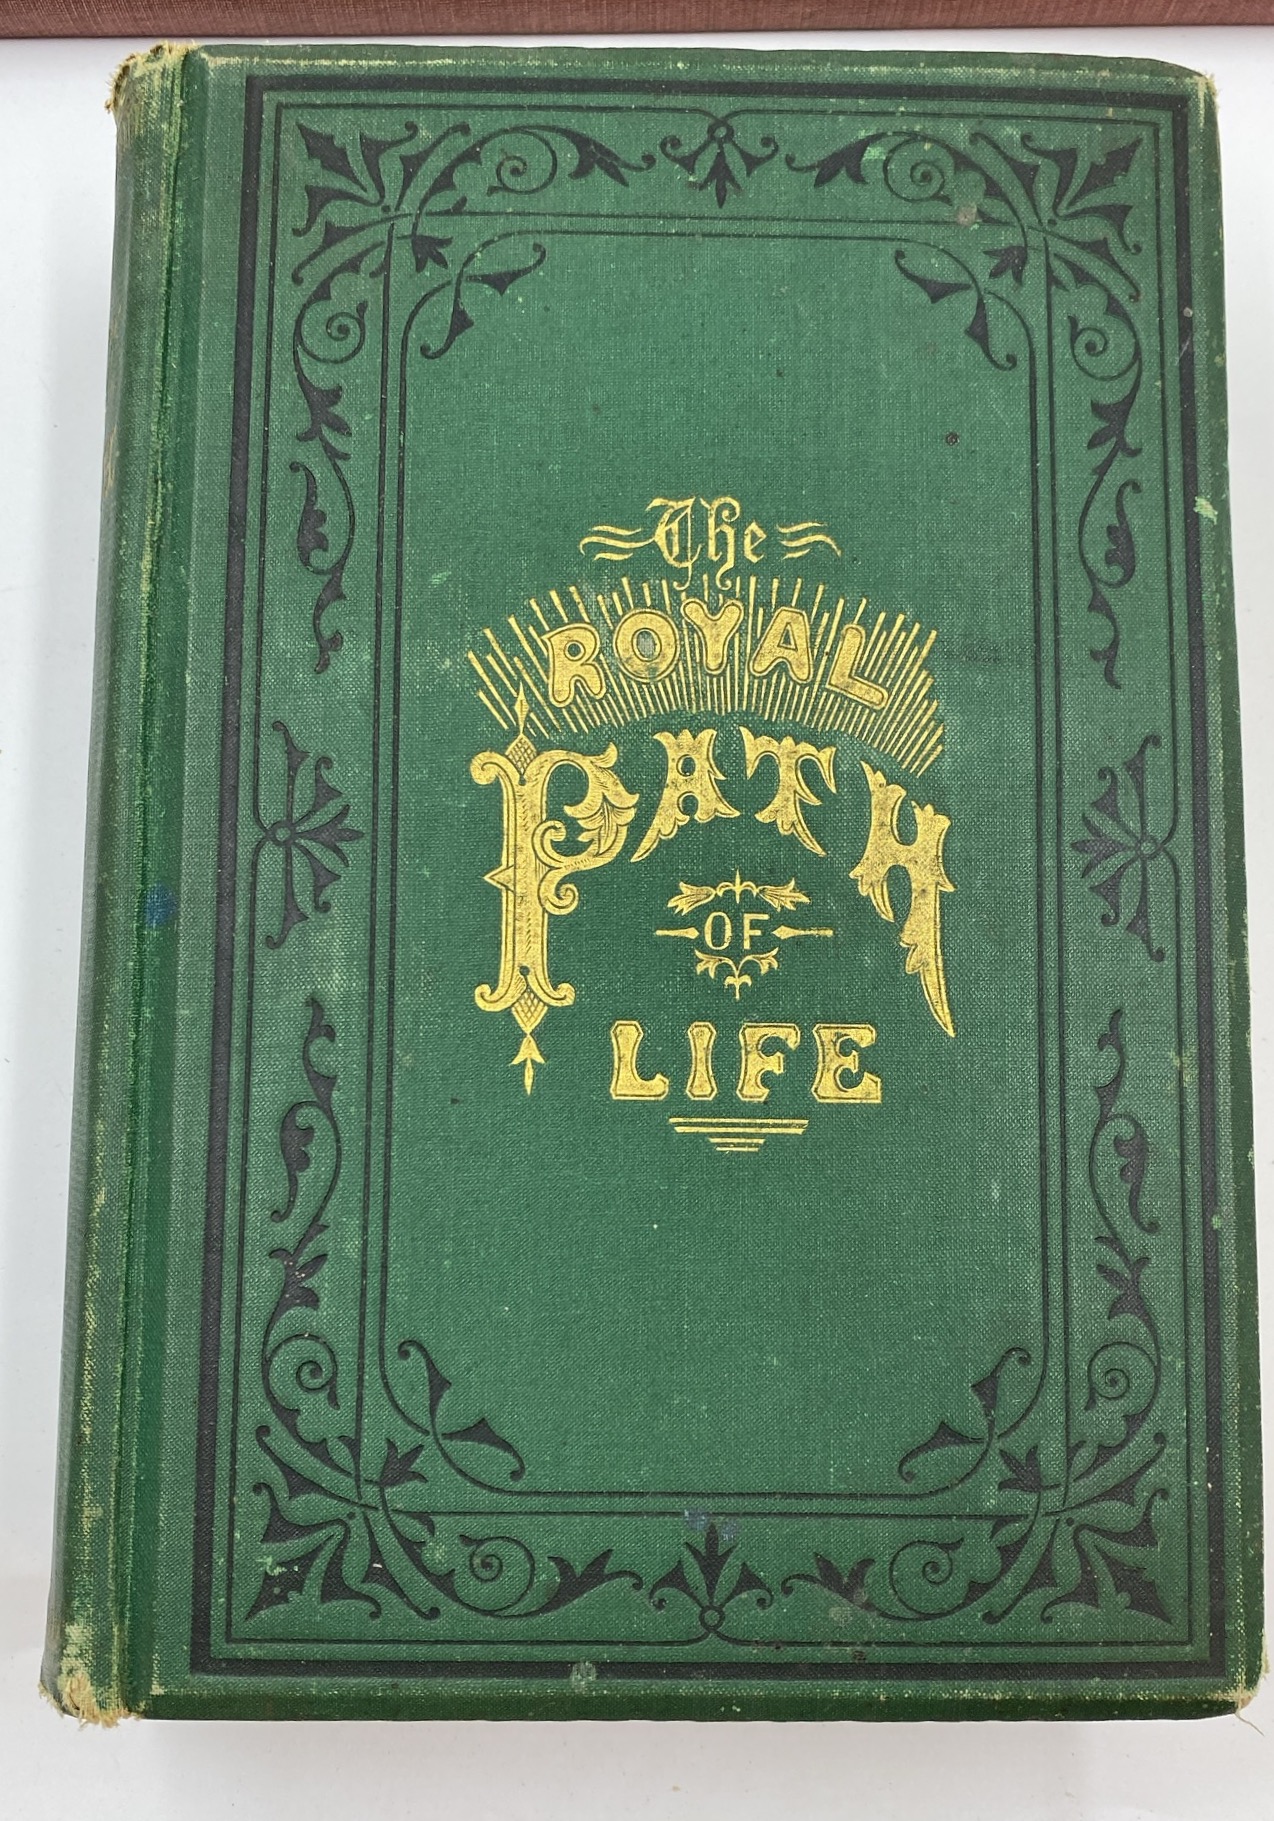 The
ROYAL
PATH
OF
LIFE